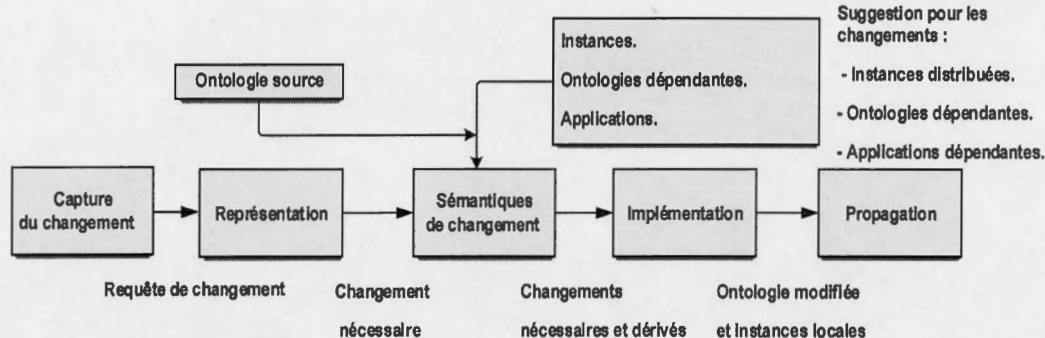 Suggestion pour les
changements :
- Instances distribuées.
- Ontologies dépendantes.
- Applications dépendantes.
Instances.
Ontologies dépendantes.
Applications.
Ontologie source
Capture
du changement
Représentation
Sémantiques
de changement
Implémentation
Propagation
Requête de changement
Changement
nécessaire
Changements
nécessaires et dérivés
Ontologie modifiée
et instances locales